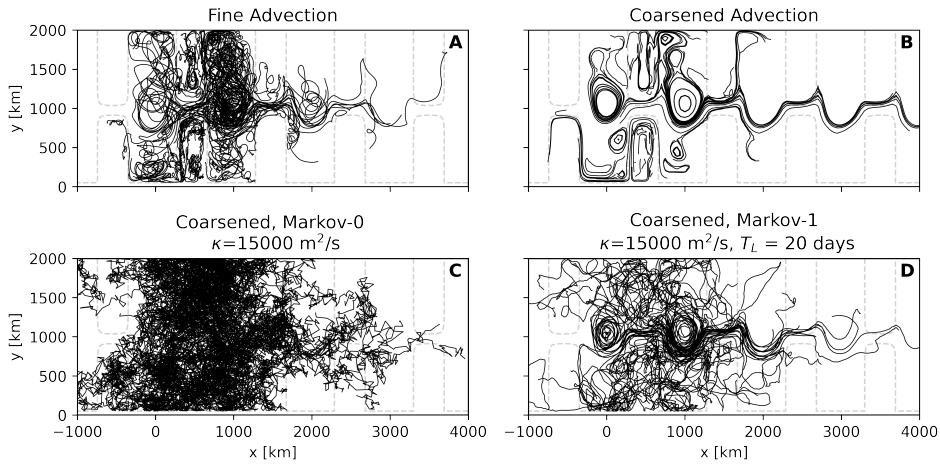 Fine Advection
Coarsened Advection
A
B
2000
1500
1000
500
0
y [km]
Coarsened, Markov-0
κ=15000 m²/s
Coarsened, Markov-1
κ=15000 m²/s, T_L = 20 days
C
D
2000
1500
1000
500
0
y [km]
−1000 0 1000 2000 3000 4000
−1000 0 1000 2000 3000 4000
x [km]
x [km]